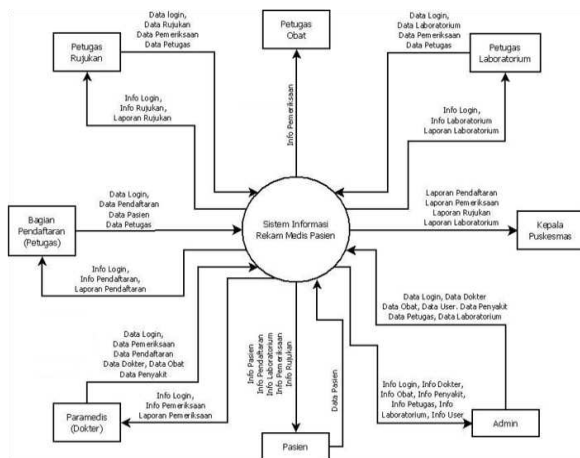 Petugas
Rujukan
Data login,
Data Rujukan
Data Pemeriksaan
Data Petugas
Petugas
Obat
Data Login,
Data Laboratorium
Data Pemeriksaan
Data Petugas
Petugas
Laboratorium
Info Login,
Info Rujukan,
Laporan Rujukan
Info Pemeriksaan
Info Login,
Info Laboratorium
Laporan Laboratorium
Bagian
Pendaftaran
(Petugas)
Data Login,
Data Pendaftaran
Data Pasien
Data Petugas
Sistem Informasi
Rekam Medis Pasien
Laporan Pendaftaran
Laporan Pemeriksaan
Laporan Rujukan
Laporan Laboratorium
Kepala
Puskesmas
Info Login,
Info Pendaftaran,
Laporan Pendaftaran
Data Login, Data Dokter
Data Obat, Data User. Data Penyakit
Data Petugas, Data Laboratorium
Data Login,
Data Pemeriksaan
Data Pendaftaran
Data Dokter, Data Obat
Data Penyakit
Info Pasien
Info Pendaftaran
Info Laboratorium
Info Pemeriksaan
Info Rujukan
Data Pasien
Info Login, Info Dokter,
Info Obat, Info Penyakit,
Info Petugas, Info
Laboratorium, Info User
Paramedis
(Dokter)
Info Login,
Info Pemeriksaan
Laporan Pemeriksaan
Pasien
Admin